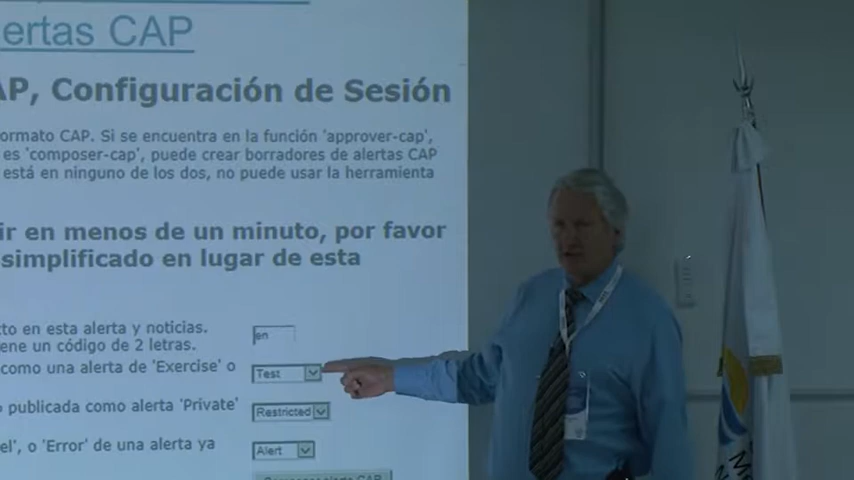 ertas CAP
AP, Configuración de Sesión
ormato CAP. Si se encuentra en la función 'approver-cap',
es 'composer-cap', puede crear borradores de alertas CAP
está en ninguno de los dos, no puede usar la herramienta
ir en menos de un minuto, por favor
simplificado en lugar de esta
to en esta alerta y noticias.
ene un código de 2 letras.
en
como una alerta de 'Exercise' o
Test
publicada como alerta 'Private'
Restricted
el', o 'Error' de una alerta ya
Alert
alerta CAP